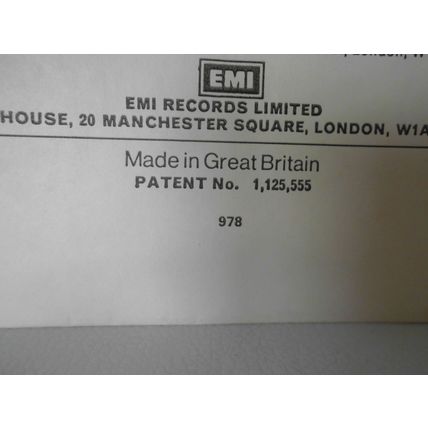 , London, W
EMI
EMI RECORDS LIMITED
HOUSE, 20 MANCHESTER SQUARE, LONDON, W1A
Made in Great Britain
PATENT No. 1,125,555
978